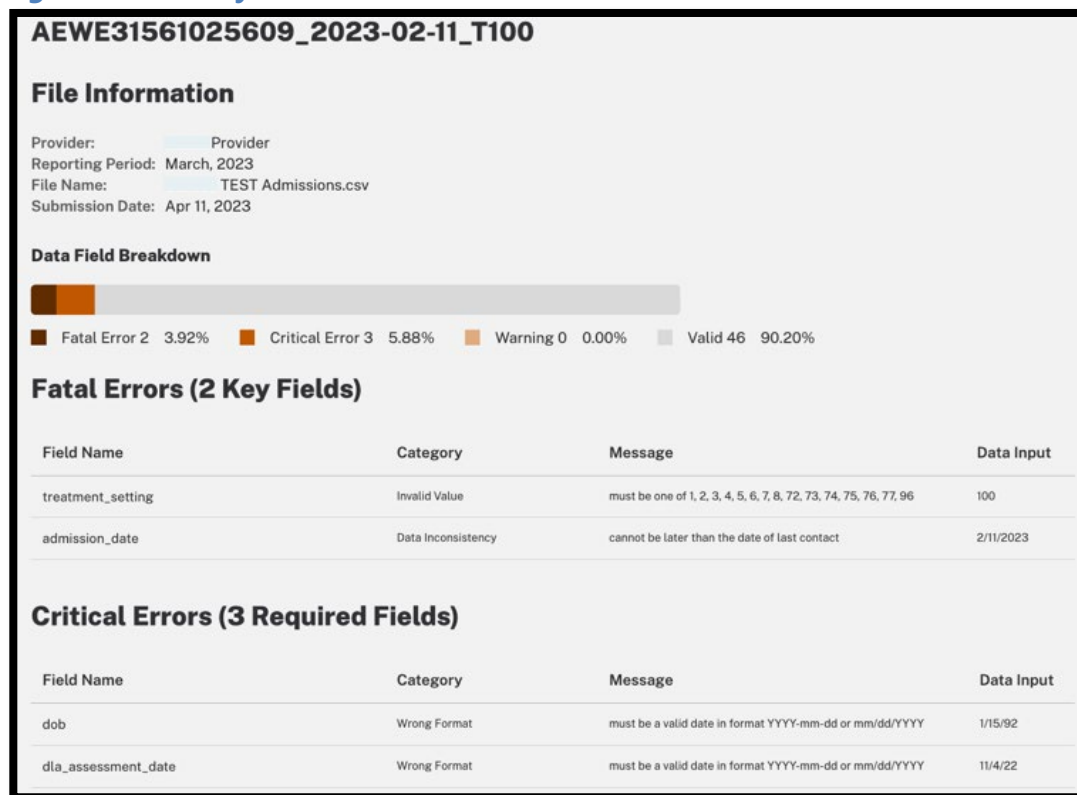 AEWE31561025609_2023-02-11_T100
File Information
Provider: Provider
Reporting Period: March, 2023
File Name: TEST Admissions.csv
Submission Date: Apr 11, 2023
Data Field Breakdown
Fatal Error 2 3.92% Critical Error 3 5.88% Warning 0 0.00% Valid 46 90.20%
Fatal Errors (2 Key Fields)
Field Name Category Message Data Input
treatment_setting Invalid Value must be one of 1, 2, 3, 4, 5, 6, 7, 8, 72, 73, 74, 75, 76, 77, 96 100
admission_date Data Inconsistency cannot be later than the date of last contact 2/11/2023
Critical Errors (3 Required Fields)
Field Name Category Message Data Input
dob Wrong Format must be a valid date in format YYYY-mm-dd or mm/dd/YYYY 1/15/92
dla_assessment_date Wrong Format must be a valid date in format YYYY-mm-dd or mm/dd/YYYY 11/4/22